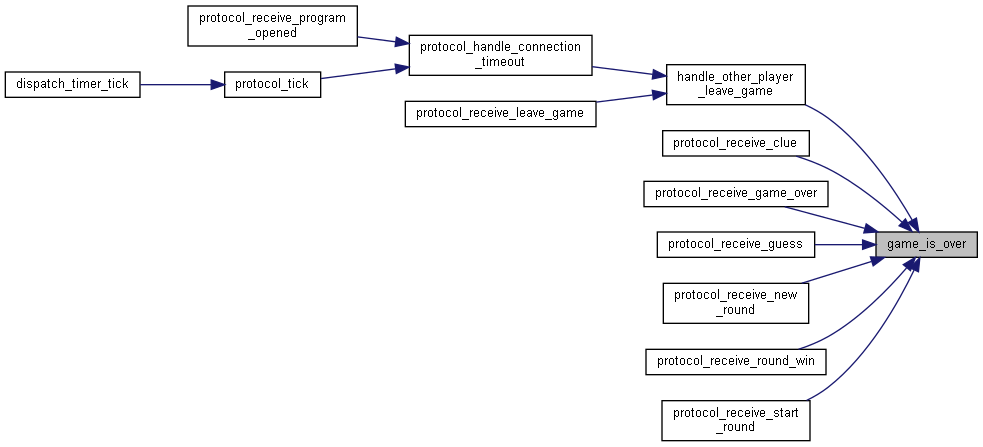 protocol_receive_program
_opened
protocol_handle_connection
_timeout
dispatch_timer_tick
protocol_tick
handle_other_player
_leave_game
protocol_receive_leave_game
protocol_receive_clue
protocol_receive_game_over
protocol_receive_guess
game_is_over
protocol_receive_new
_round
protocol_receive_round_win
protocol_receive_start
_round